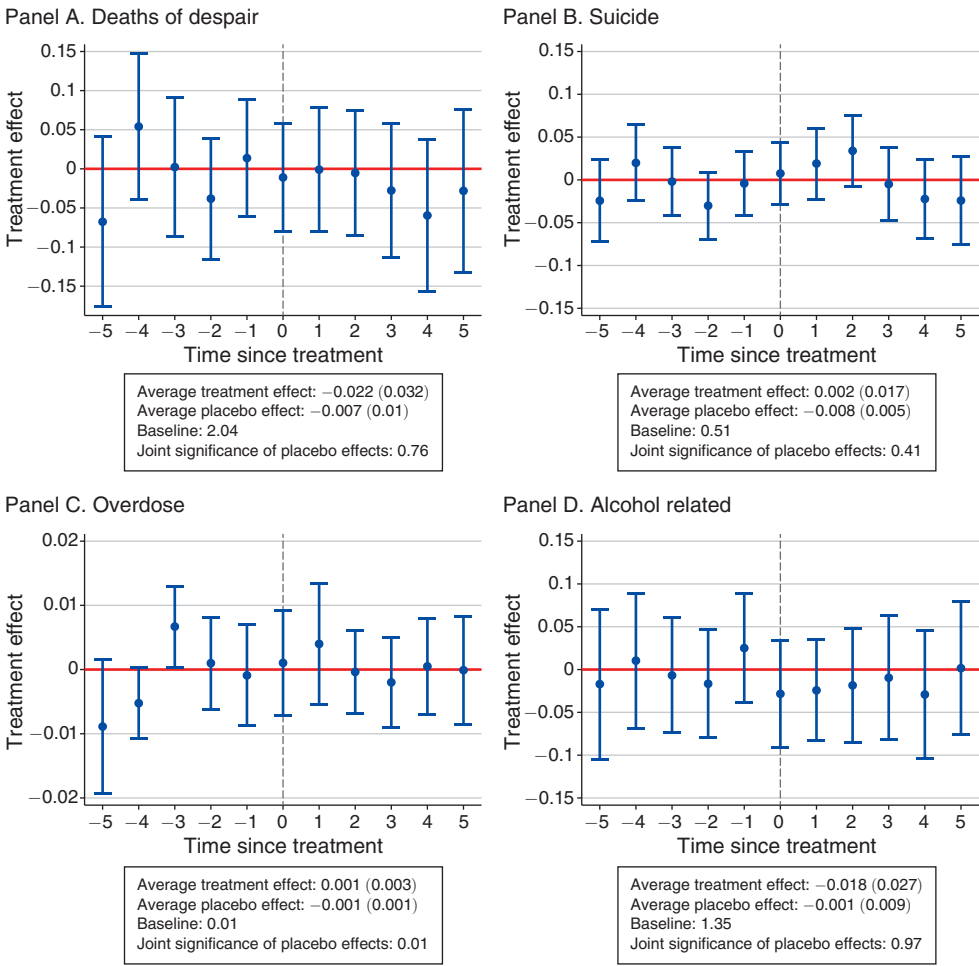 Panel A. Deaths of despair
0.15
0.1
0.05
0
−0.05
−0.1
−0.15
Treatment effect
−5 −4 −3 −2 −1 0 1 2 3 4 5
Time since treatment
Average treatment effect: −0.022 (0.032)
Average placebo effect: −0.007 (0.01)
Baseline: 2.04
Joint significance of placebo effects: 0.76
Panel B. Suicide
0.15
0.1
0.05
0
−0.05
−0.1
−0.15
Treatment effect
−5 −4 −3 −2 −1 0 1 2 3 4 5
Time since treatment
Average treatment effect: 0.002 (0.017)
Average placebo effect: −0.008 (0.005)
Baseline: 0.51
Joint significance of placebo effects: 0.41
Panel C. Overdose
0.02
0.01
0
−0.01
−0.02
Treatment effect
−5 −4 −3 −2 −1 0 1 2 3 4 5
Time since treatment
Average treatment effect: 0.001 (0.003)
Average placebo effect: −0.001 (0.001)
Baseline: 0.01
Joint significance of placebo effects: 0.01
Panel D. Alcohol related
0.15
0.1
0.05
0
−0.05
−0.1
−0.15
Treatment effect
−5 −4 −3 −2 −1 0 1 2 3 4 5
Time since treatment
Average treatment effect: −0.018 (0.027)
Average placebo effect: −0.001 (0.009)
Baseline: 1.35
Joint significance of placebo effects: 0.97